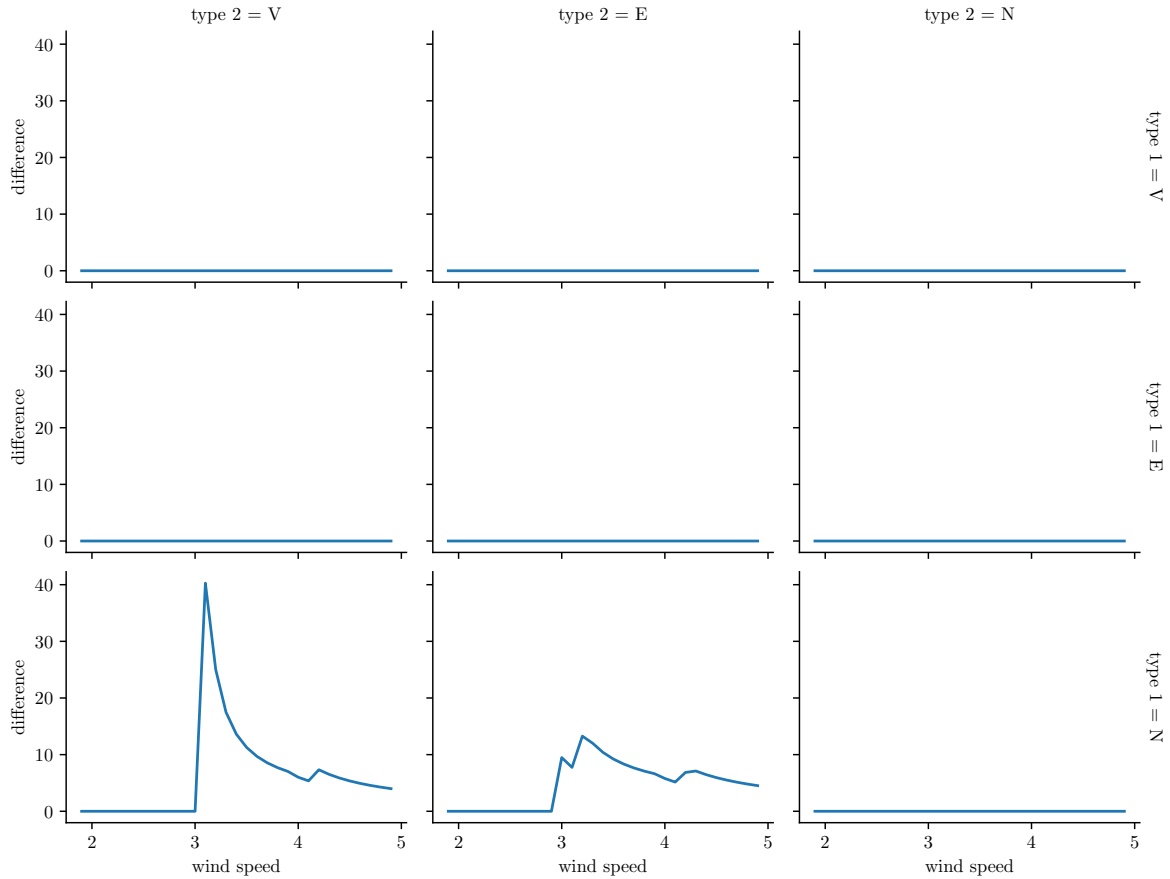 type 2 = V
type 2 = E
type 2 = N
40
30
20
10
0
difference
type 1 = V
40
30
20
10
0
difference
type 1 = E
40
30
20
10
0
difference
type 1 = N
2 3 4 5
2 3 4 5
2 3 4 5
wind speed
wind speed
wind speed